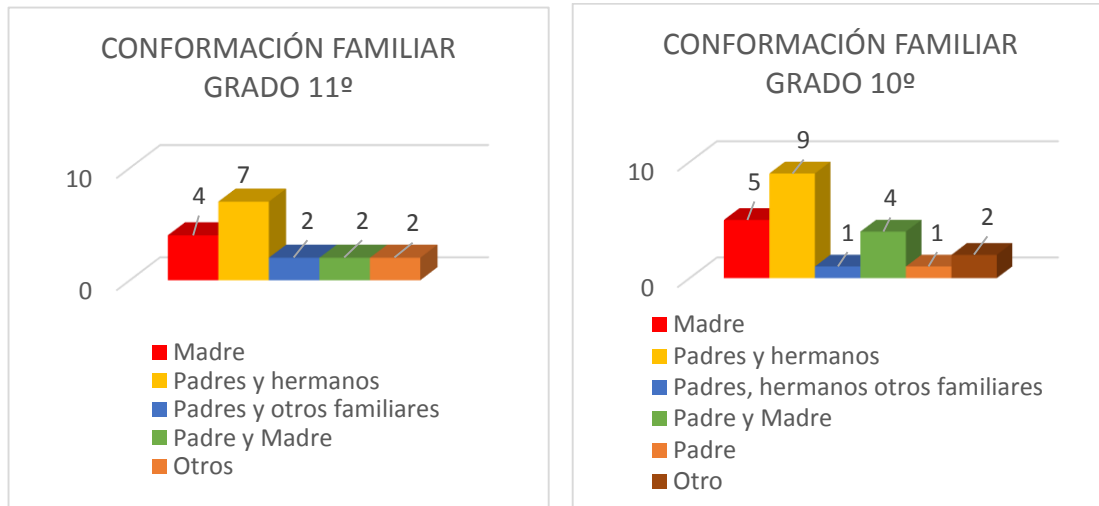 CONFORMACIÓN FAMILIAR
GRADO 11º
10
0
4
7
2
2
2
Madre
Padres y hermanos
Padres y otros familiares
Padre y Madre
Otros
CONFORMACIÓN FAMILIAR
GRADO 10º
10
0
5
9
1
4
1
2
Madre
Padres y hermanos
Padres, hermanos otros familiares
Padre y Madre
Padre
Otro